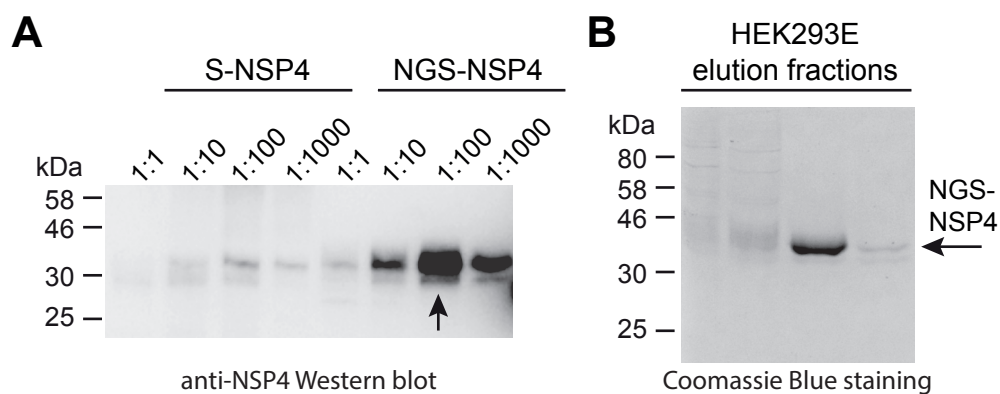 A
S-NSP4 NGS-NSP4
kDa 1:1 1:10 1:100 1:1000 1:1 1:10 1:100 1:1000
58
46
30
25
anti-NSP4 Western blot
B
HEK293E
elution fractions
kDa
80
58
46
30
25
NGS-
NSP4
Coomassie Blue staining